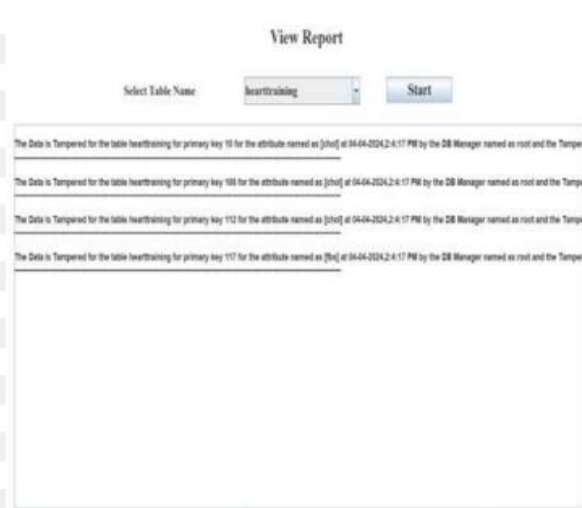 View Report
Select Table Name hearttraining Start
The Data is Tampered for the table hearttraining for primary key 10 for the attribute named as [chol] at 04-04-2024,2:4:17 PM by the DB Manager named as root and the Tamper
The Data is Tampered for the table hearttraining for primary key 106 for the attribute named as [chol] at 04-04-2024,2:4:17 PM by the DB Manager named as root and the Tampe
The Data is Tampered for the table hearttraining for primary key 112 for the attribute named as [chol] at 04-04-2024,2:4:17 PM by the DB Manager named as root and the Tampe
The Data is Tampered for the table hearttraining for primary key 117 for the attribute named as [fbs] at 04-04-2024,2:4:17 PM by the DB Manager named as root and the Tamper